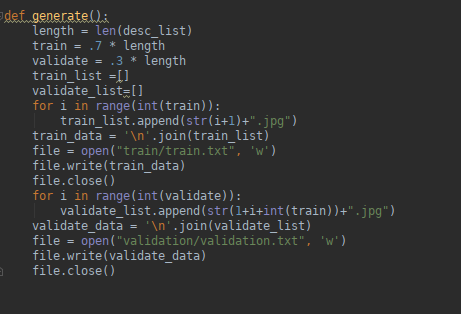 def generate():
    length = len(desc_list)
    train = .7 * length
    validate = .3 * length
    train_list =[]
    validate_list=[]
    for i in range(int(train)):
        train_list.append(str(i+1)+".jpg")
    train_data = '\n'.join(train_list)
    file = open("train/train.txt", 'w')
    file.write(train_data)
    file.close()
    for i in range(int(validate)):
        validate_list.append(str(1+i+int(train))+".jpg")
    validate_data = '\n'.join(validate_list)
    file = open("validation/validation.txt", 'w')
    file.write(validate_data)
    file.close()